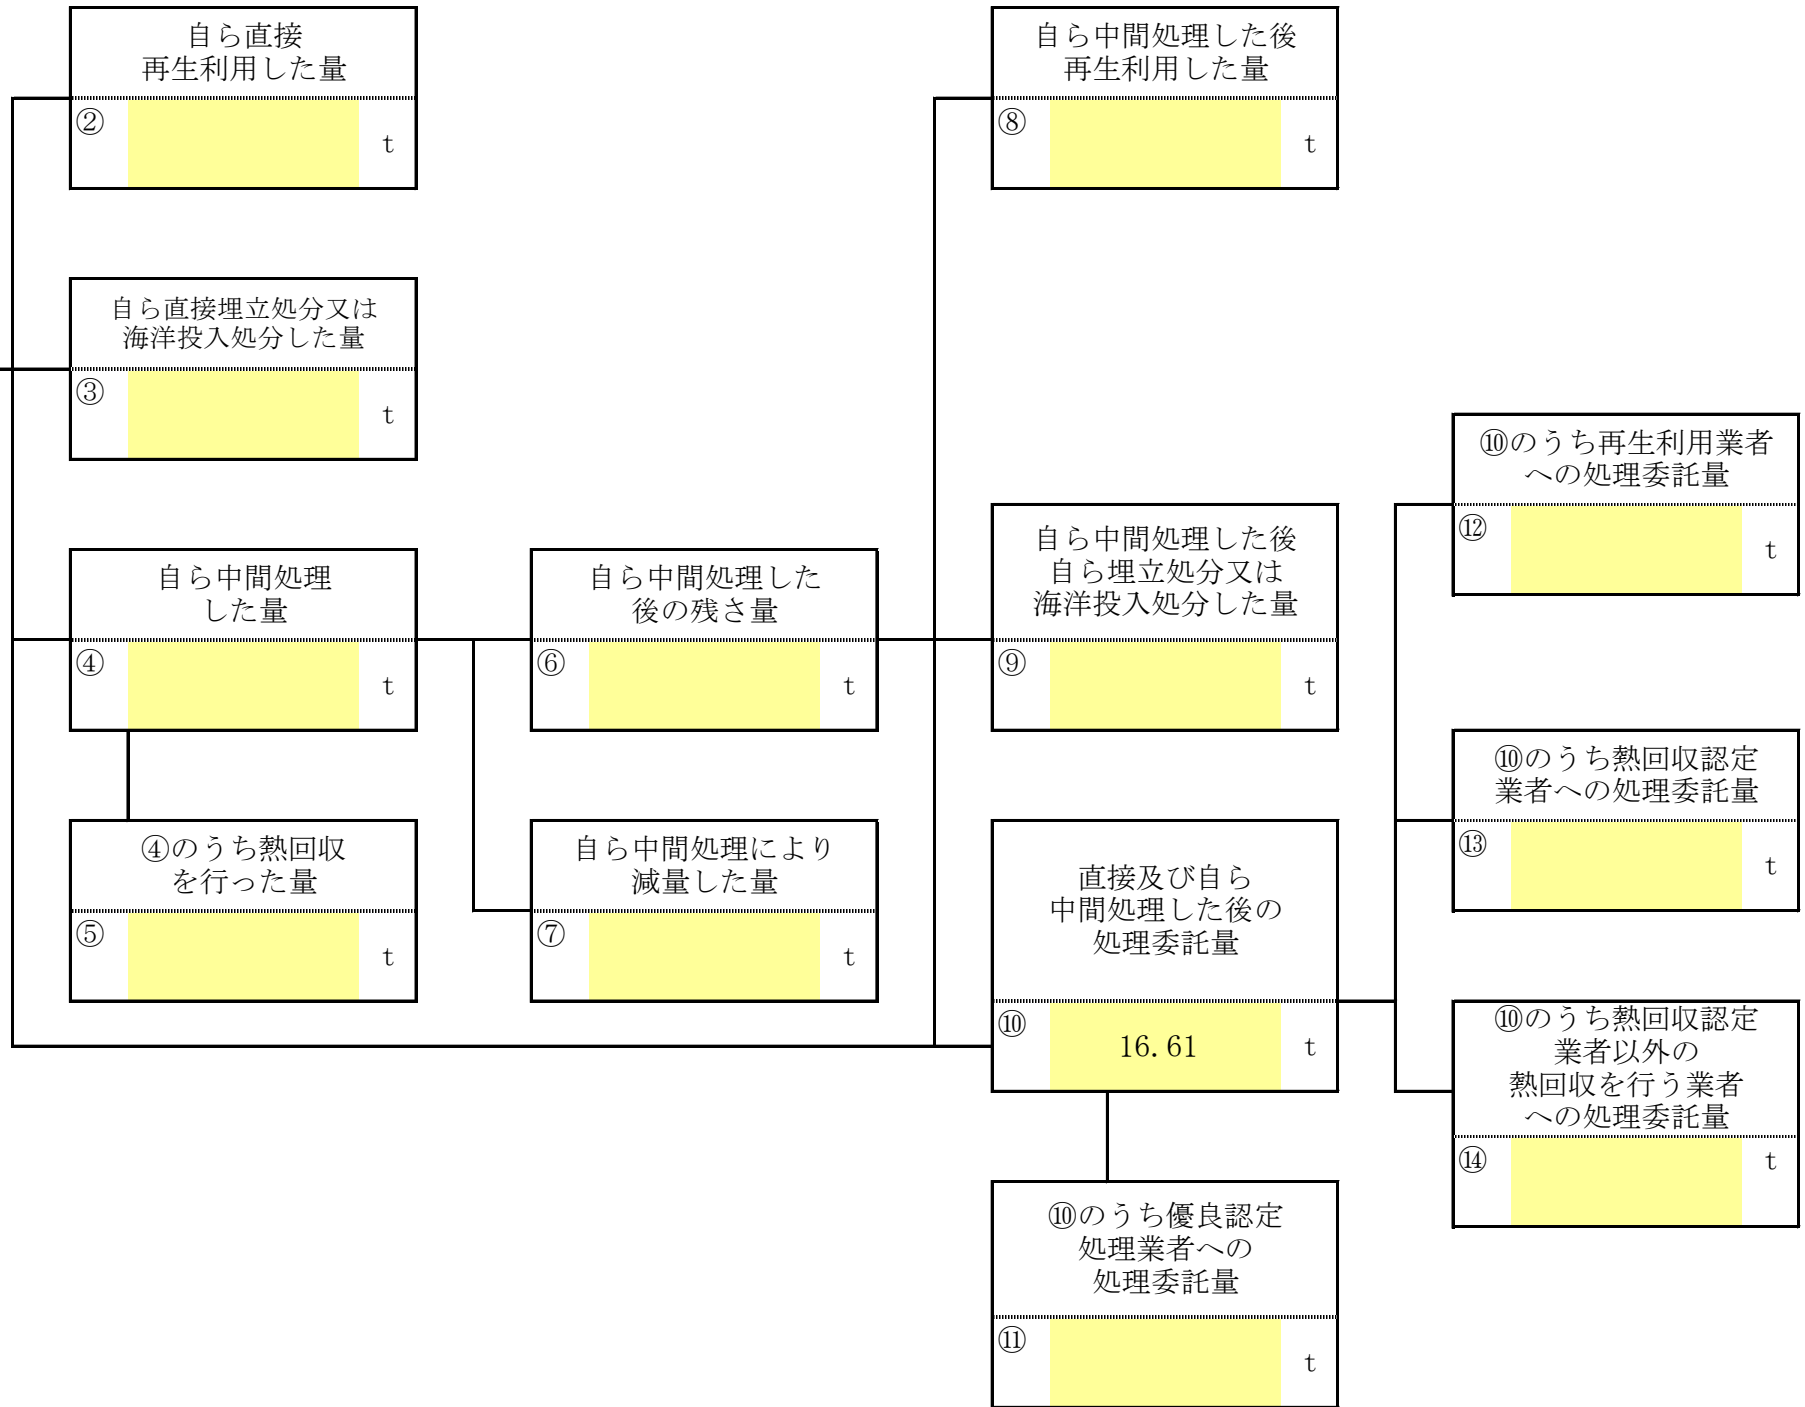 自ら直接
再生利用した量
②
t
自ら直接埋立処分又は
海洋投入処分した量
③
t
自ら中間処理
した量
④
t
④のうち熱回収
を行った量
⑤
t
自ら中間処理した
後の残さ量
⑥
t
自ら中間処理により
減量した量
⑦
t
自ら中間処理した後
再生利用した量
⑧
t
自ら中間処理した後
自ら埋立処分又は
海洋投入処分した量
⑨
t
直接及び自ら
中間処理した後の
処理委託量
⑩ 16.61 t
⑩のうち優良認定
処理業者への
処理委託量
⑪
t
⑩のうち再生利用業者
への処理委託量
⑫
t
⑩のうち熱回収認定
業者への処理委託量
⑬
t
⑩のうち熱回収認定
業者以外の
熱回収を行う業者
への処理委託量
⑭ t